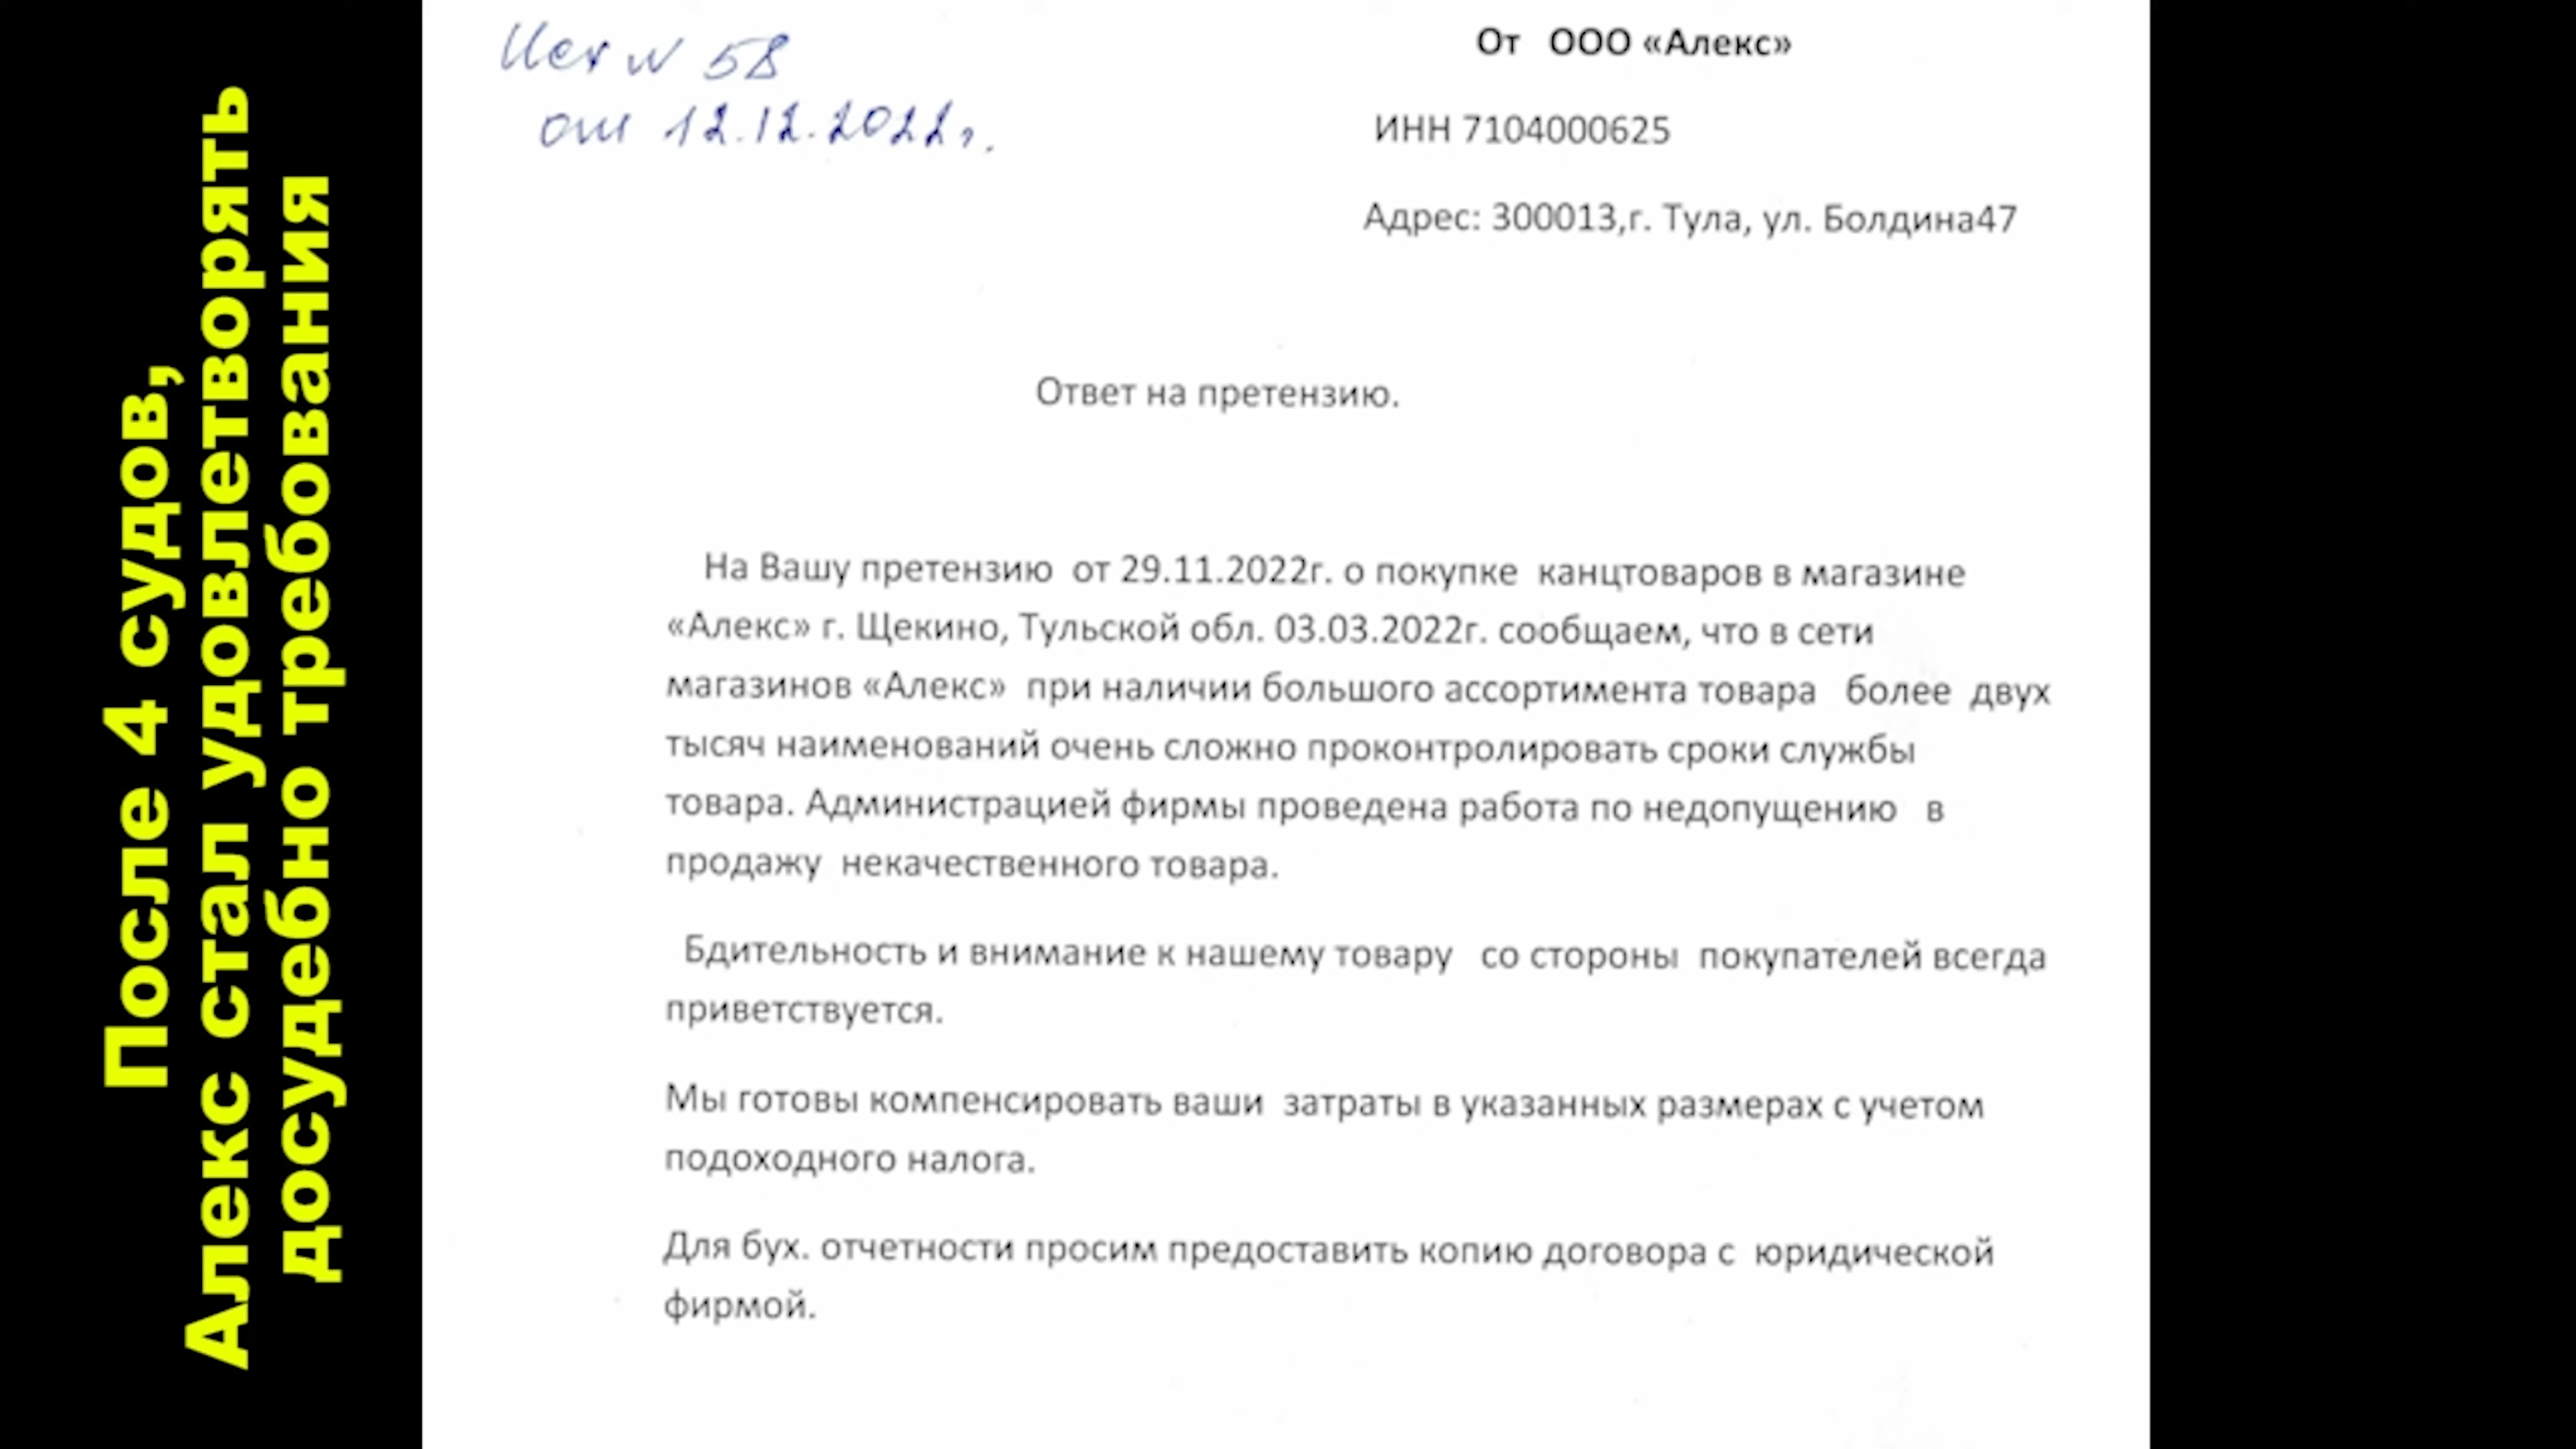 После 4 судов,
Алекс стал удовлетворять
досудебно требования
Исх N 58
от 12.12.2022г.
От ООО «Алекс»
ИНН 7104000625
Адрес: 300013,г. Тула, ул. Болдина47
Ответ на претензию.
На Вашу претензию от 29.11.2022г. о покупке канцтоваров в магазине
«Алекс» г. Щекино, Тульской обл. 03.03.2022г. сообщаем, что в сети
магазинов «Алекс» при наличии большого ассортимента товара более двух
тысяч наименований очень сложно проконтролировать сроки службы
товара. Администрацией фирмы проведена работа по недопущению в
продажу некачественного товара.
Бдительность и внимание к нашему товару со стороны покупателей всегда
приветствуется.
Мы готовы компенсировать ваши затраты в указанных размерах с учетом
подоходного налога.
Для бух. отчетности просим предоставить копию договора с юридической
фирмой.